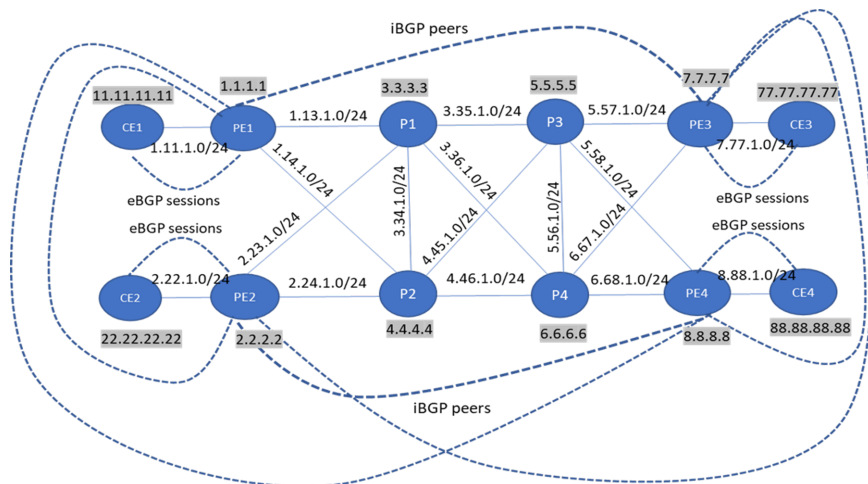 iBGP peers
1.1.1.1
7.7.7.7
11.11.11.11
3.3.3.3
5.5.5.5
77.77.77.77
CE1
PE1
1.13.1.0/24
P1
3.35.1.0/24
P3
5.57.1.0/24
PE3
CE3
1.11.1.0/24
7.77.1.0/24
1.14.1.0/24
3.36.1.0/24
5.58.1.0/24
eBGP sessions
eBGP sessions
eBGP sessions
eBGP sessions
2.23.1.0/24
3.34.1.0/24
4.45.1.0/24
5.56.1.0/24
6.67.1.0/24
2.22.1.0/24
2.24.1.0/24
4.46.1.0/24
6.68.1.0/24
8.88.1.0/24
CE2
PE2
P2
P4
PE4
CE4
22.22.22.22
2.2.2.2
4.4.4.4
6.6.6.6
8.8.8.8
88.88.88.88
iBGP peers